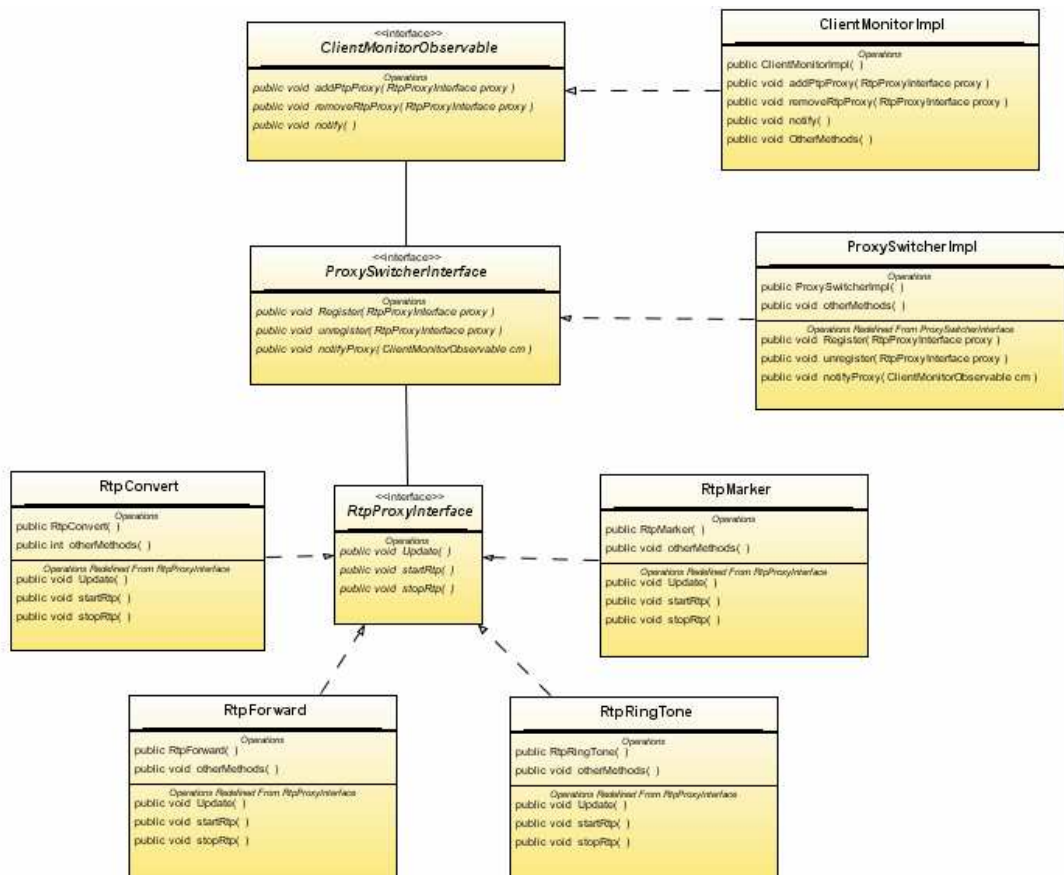 <<interface>>
ClientMonitorObservable
Operations
public void addPtpProxy( RtpProxyInterface proxy )
public void removeRtpProxy( RtpProxyInterface proxy )
public void notify( )
ClientMonitorImpl
Operations
public ClientMonitorImpl( )
public void addPtpProxy( RtpProxyInterface proxy )
public void removeRtpProxy( RtpProxyInterface proxy )
public void notify( )
public void OtherMethods( )
<<interface>>
ProxySwitcherInterface
Operations
public void Register( RtpProxyInterface proxy )
public void unregister( RtpProxyInterface proxy )
public void notifyProxy( ClientMonitorObservable cm )
ProxySwitcherImpl
Operations
public ProxySwitcherImpl( )
public void otherMethods( )
Operations Redefined From ProxySwitcherInterface
public void Register( RtpProxyInterface proxy )
public void unregister( RtpProxyInterface proxy )
public void notifyProxy( ClientMonitorObservable cm )
RtpConvert
Operations
public RtpConvert( )
public int otherMethods( )
Operations Redefined From RtpProxyInterface
public void Update( )
public void startRtp( )
public void stopRtp( )
<<interface>>
RtpProxyInterface
Operations
public void Update( )
public void startRtp( )
public void stopRtp( )
RtpMarker
Operations
public RtpMarker( )
public void otherMethods( )
Operations Redefined From RtpProxyInterface
public void Update( )
public void startRtp( )
public void stopRtp( )
RtpForward
Operations
public RtpForward( )
public void otherMethods( )
Operations Redefined From RtpProxyInterface
public void Update( )
public void startRtp( )
public void stopRtp( )
RtpRingTone
Operations
public RtpRingTone( )
public void otherMethods( )
Operations Redefined From RtpProxyInterface
public void Update( )
public void startRtp( )
public void stopRtp( )